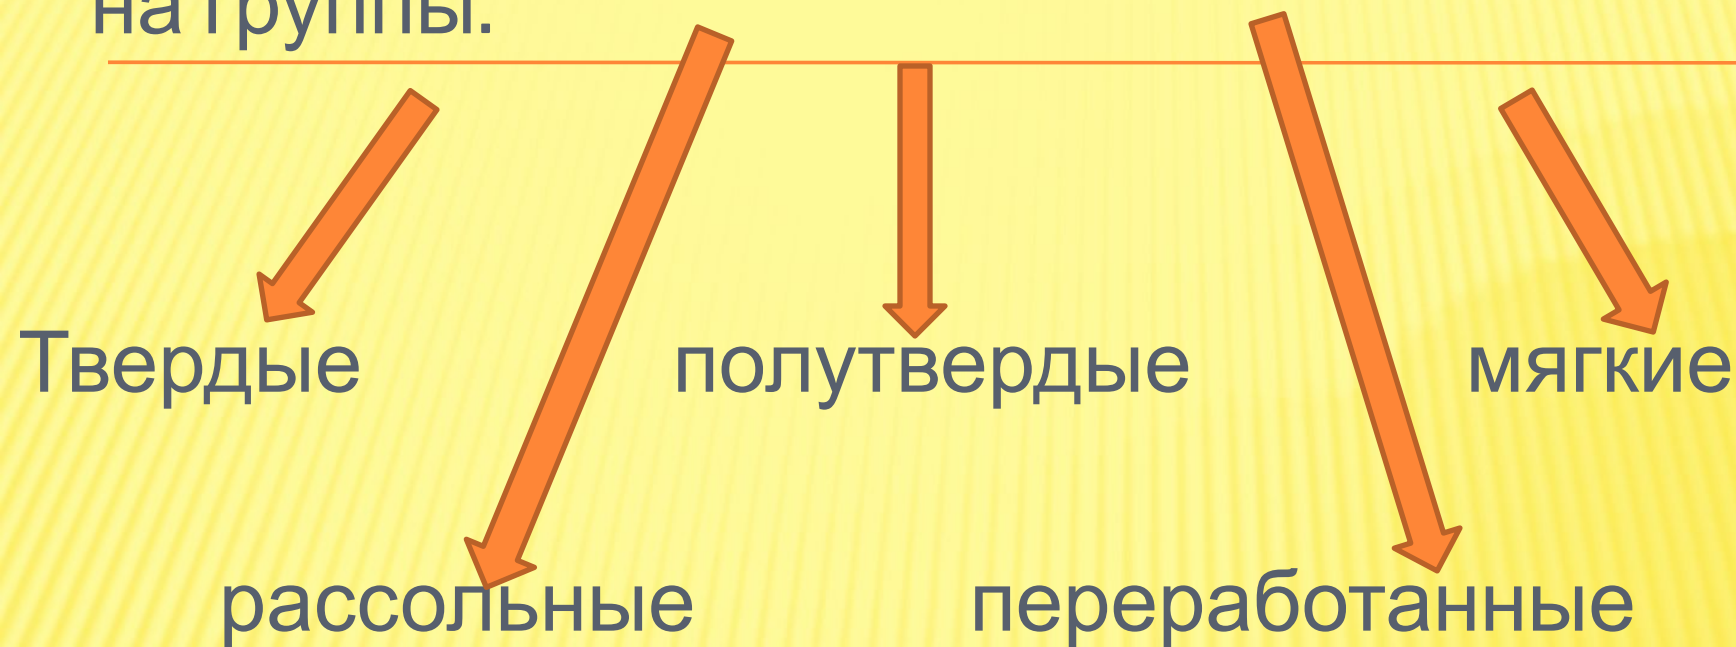 на группы.
Твердые полутвердые мягкие
рассольные переработанные